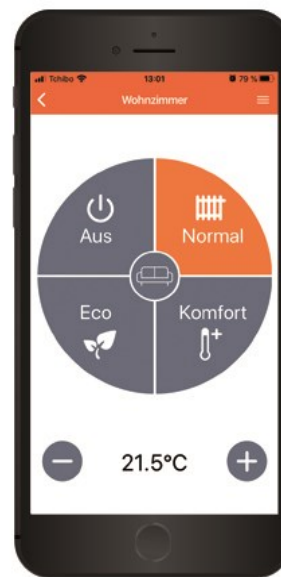 Tchibo 13:01 79 %
Wohnzimmer
Aus Normal
Eco Komfort
21.5°C